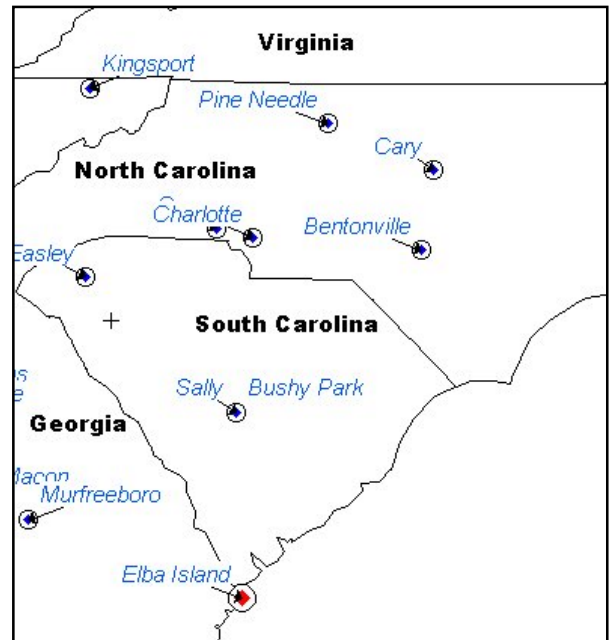 Virginia
Kingsport
Pine Needle
Cary
North Carolina
Charlotte
Bentonville
Easley
South Carolina
Sally Bushy Park
Georgia
Macon
Murfreeboro
Elba Island